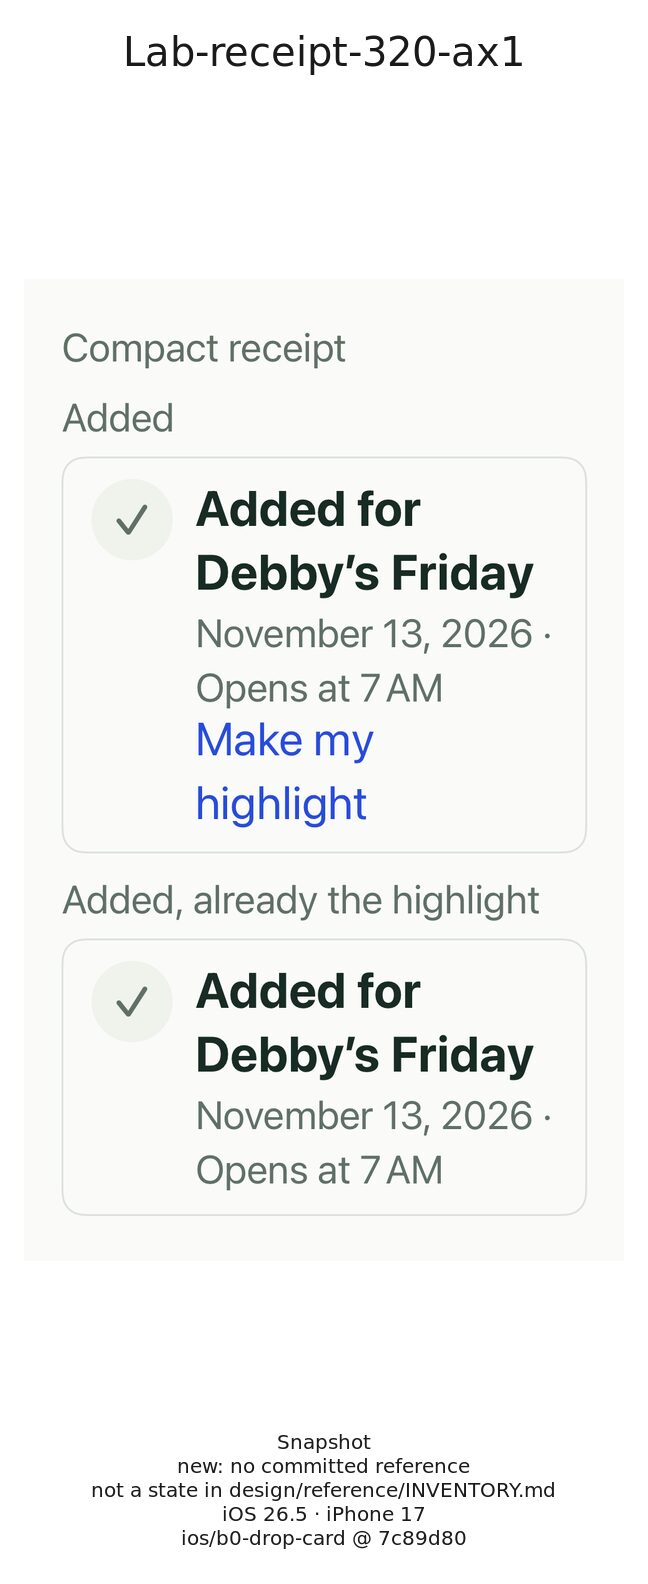 Lab-receipt-320-ax1
Compact receipt
Added
Added for
Debby’s Friday
November 13, 2026 ·
Opens at 7 AM
Make my
highlight
Added, already the highlight
Added for
Debby’s Friday
November 13, 2026 ·
Opens at 7 AM
Snapshot
new: no committed reference
not a state in design/reference/INVENTORY.md
iOS 26.5 · iPhone 17
ios/b0-drop-card @ 7c89d80